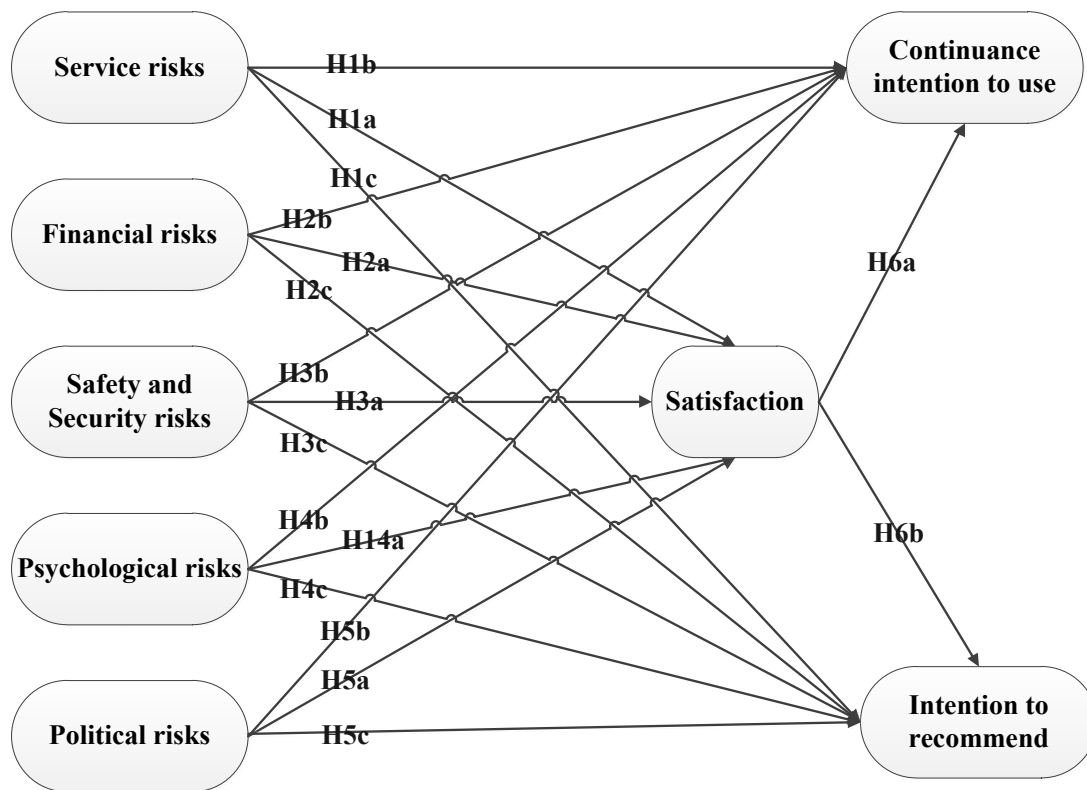 Service risks
Continuance
intention to use
H1b
H1a
H1c
Financial risks
H2b
H2a
H2c
H6a
Safety and
Security risks
H3b
H3a
H3c
Satisfaction
Psychological risks
H4b
H14a
H4c
H6b
Political risks
H5b
H5a
H5c
Intention to
recommend